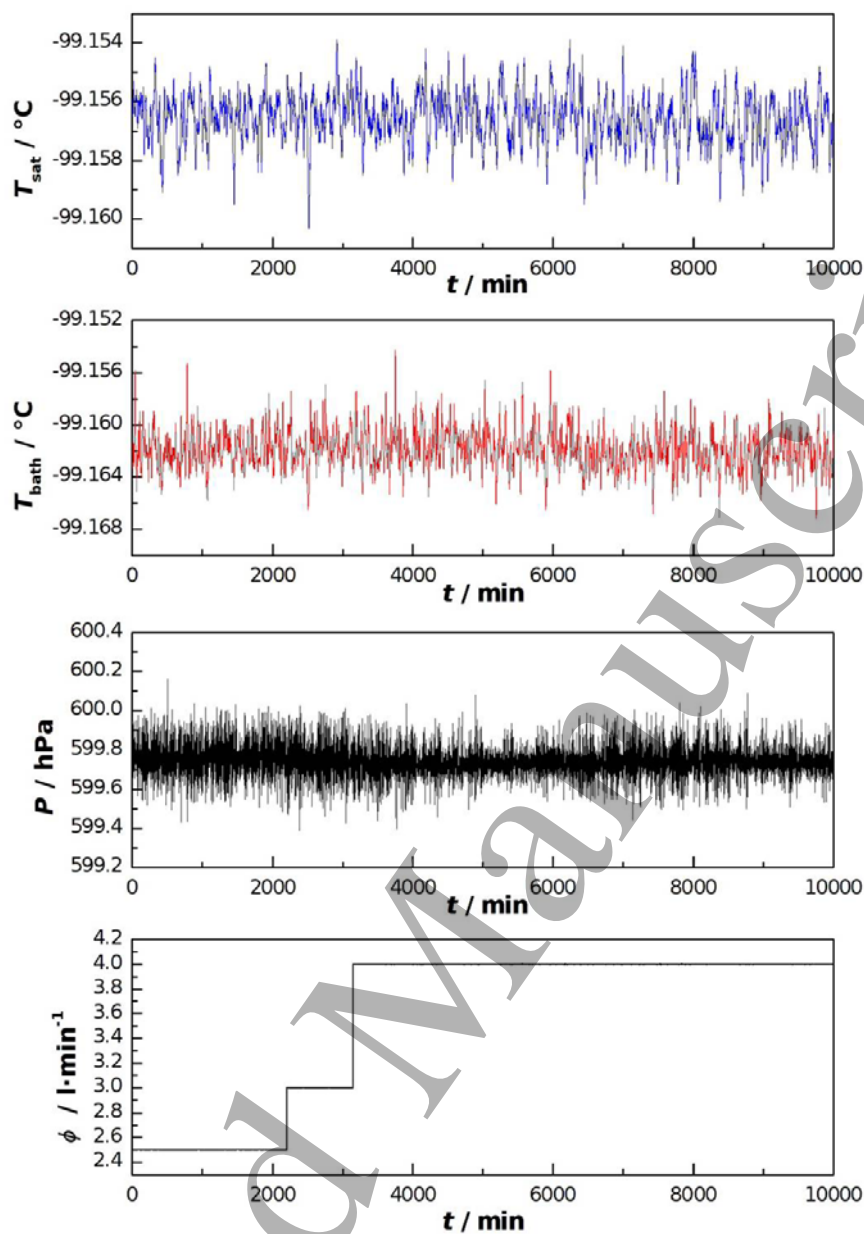 -99.154
-99.156
-99.158
-99.160
T_sat / °C
0 2000 4000 6000 8000 10000
t / min
-99.152
-99.156
-99.160
-99.164
-99.168
T_bath / °C
0 2000 4000 6000 8000 10000
t / min
600.4
600.2
600.0
599.8
599.6
599.4
599.2
P / hPa
0 2000 4000 6000 8000 10000
t / min
4.2
4.0
3.8
3.6
3.4
3.2
3.0
2.8
2.6
2.4
ϕ / l·min⁻¹
0 2000 4000 6000 8000 10000
t / min
d Manuscri